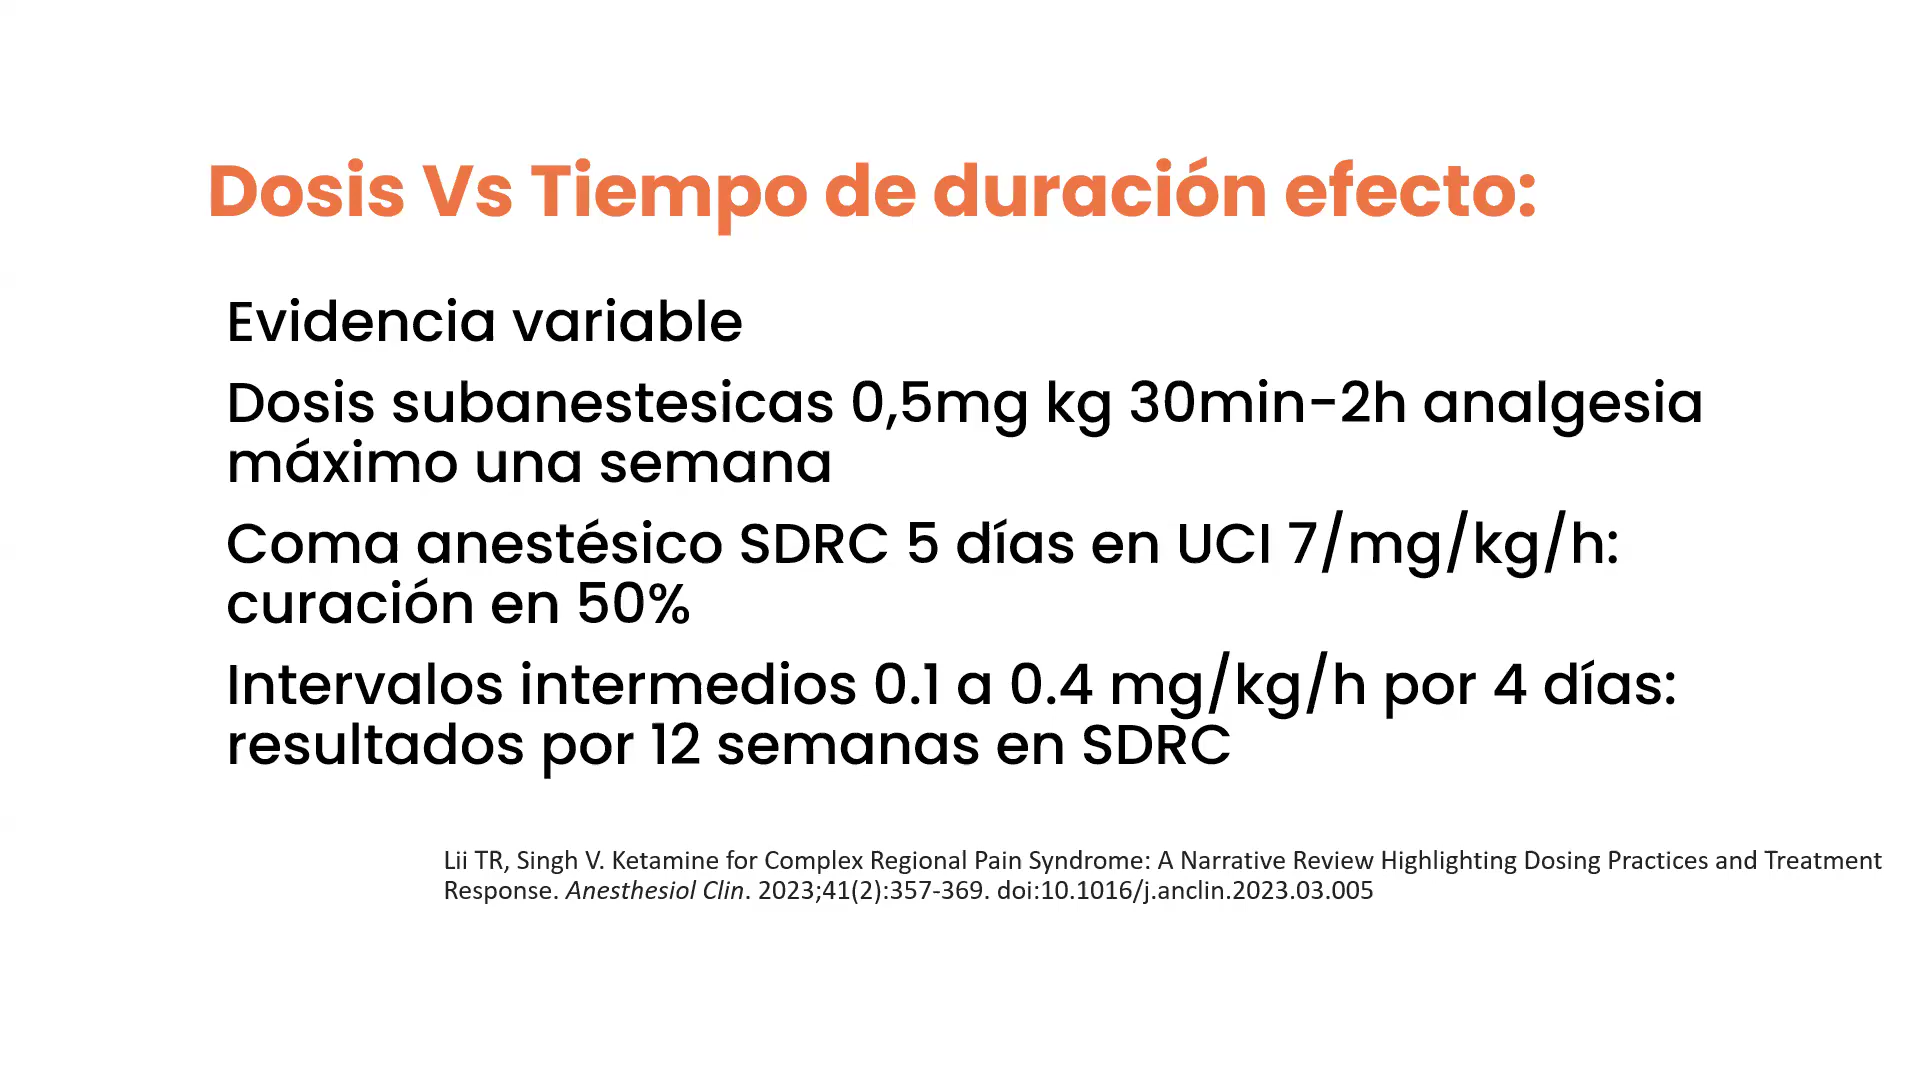 Dosis Vs Tiempo de duración efecto:
Evidencia variable
Dosis subanestesicas 0,5mg kg 30min-2h analgesia
máximo una semana
Coma anestésico SDRC 5 días en UCI 7/mg/kg/h:
curación en 50%
Intervalos intermedios 0.1 a 0.4 mg/kg/h por 4 días:
resultados por 12 semanas en SDRC
Lii TR, Singh V. Ketamine for Complex Regional Pain Syndrome: A Narrative Review Highlighting Dosing Practices and Treatment
Response. Anesthesiol Clin. 2023;41(2):357-369. doi:10.1016/j.anclin.2023.03.005